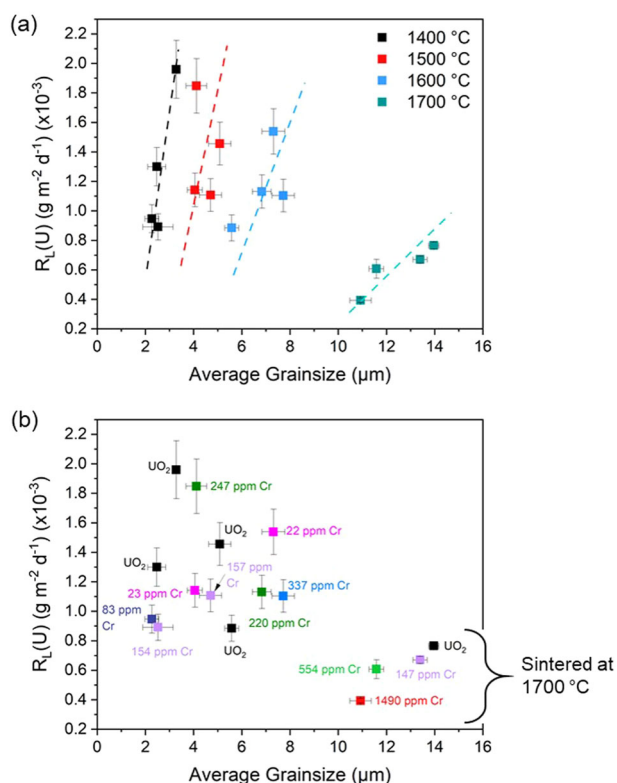 (a)
1400 °C
1500 °C
1600 °C
1700 °C
2.2
2.0
1.8
1.6
1.4
1.2
1.0
0.8
0.6
0.4
0.2
R_L(U) (g m⁻² d⁻¹) (x10⁻³)
0 2 4 6 8 10 12 14 16
Average Grainsize (µm)
(b)
2.2
2.0
1.8
1.6
1.4
1.2
1.0
0.8
0.6
0.4
0.2
R_L(U) (g m⁻² d⁻¹) (x10⁻³)
UO₂
247 ppm Cr
UO₂
22 ppm Cr
UO₂
157 ppm
Cr
23 ppm Cr
337 ppm Cr
83 ppm
Cr
220 ppm Cr
154 ppm Cr
UO₂
UO₂
554 ppm Cr
147 ppm Cr
1490 ppm Cr
Sintered at
1700 °C
0 2 4 6 8 10 12 14 16
Average Grainsize (µm)